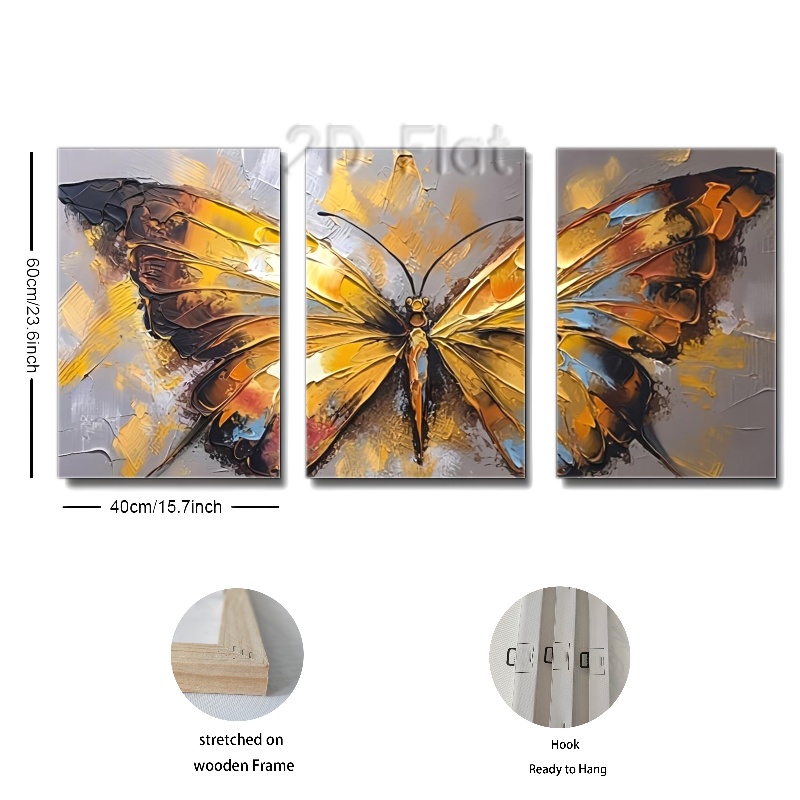 2D Flat
60cm/23.6inch
40cm/15.7inch
stretched on
wooden Frame
Hook
Ready to Hang